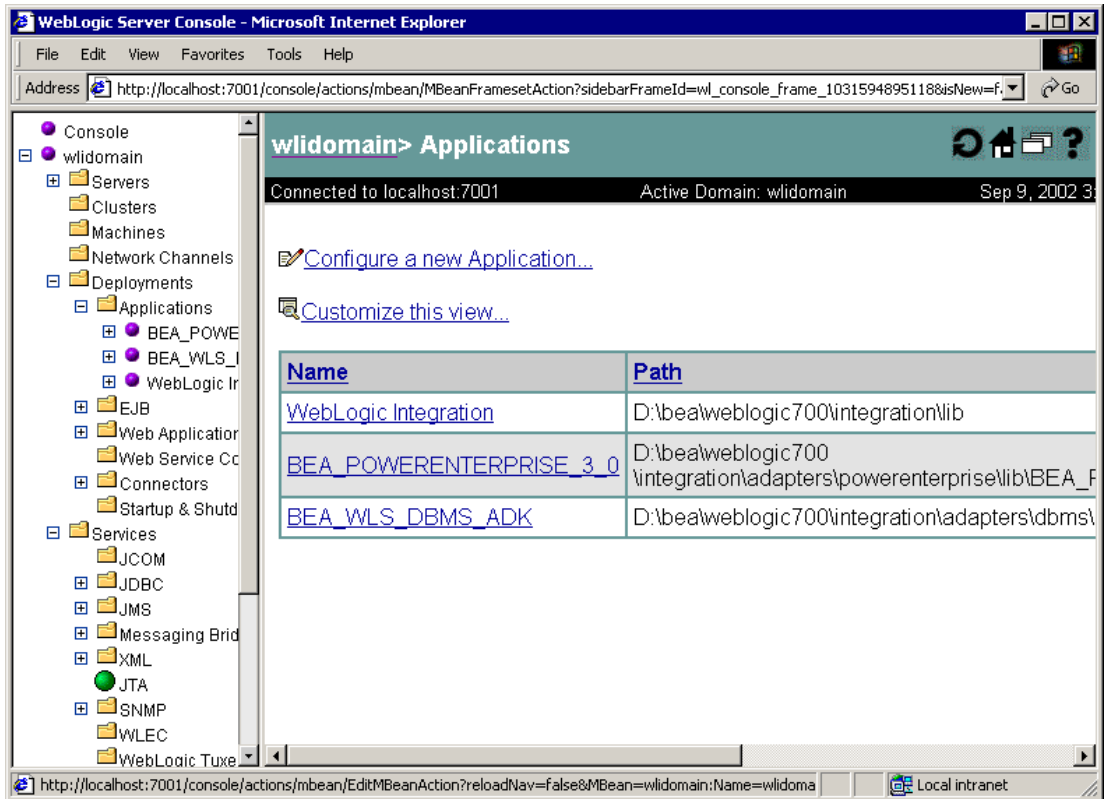 WebLogic Server Console - Microsoft Internet Explorer
File Edit View Favorites Tools Help
Address http://localhost:7001/console/actions/mbean/MBeanFramesetAction?sidebarFrameId=wl_console_frame_1031594895118&isNew=f Go
Console
wlidomain
Servers
Clusters
Machines
Network Channels
Deployments
Applications
BEA_POWE
BEA_WLS_
WebLogic Ir
EJB
Web Applicatior
Web Service Co
Connectors
Startup & Shutd
Services
JCOM
JDBC
JMS
Messaging Brid
XML
JTA
SNMP
WLEC
WebLogic Tuxe
wlidomain> Applications
?
Connected to localhost:7001 Active Domain: wlidomain Sep 9, 2002 3:
Configure a new Application...
Customize this view...
Name Path
WebLogic Integration D:\bea\weblogic700\integration\lib
BEA_POWERENTERPRISE_3_0 D:\bea\weblogic700
\integration\adapters\powerenterprise\lib\BEA_P
BEA_WLS_DBMS_ADK D:\bea\weblogic700\integration\adapters\dbms\
http://localhost:7001/console/actions/mbean/EditMBeanAction?reloadNav=false&MBean=wlidomain:Name=wlidoma Local intranet